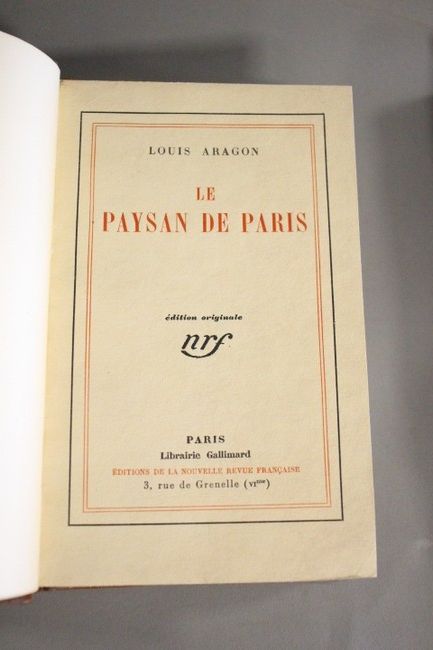 LOUIS ARAGON
LE
PAYSAN DE PARIS
édition originale
nrf
PARIS
Librairie Gallimard
ÉDITIONS DE LA NOUVELLE REVUE FRANÇAISE
3, rue de Grenelle (VIme)